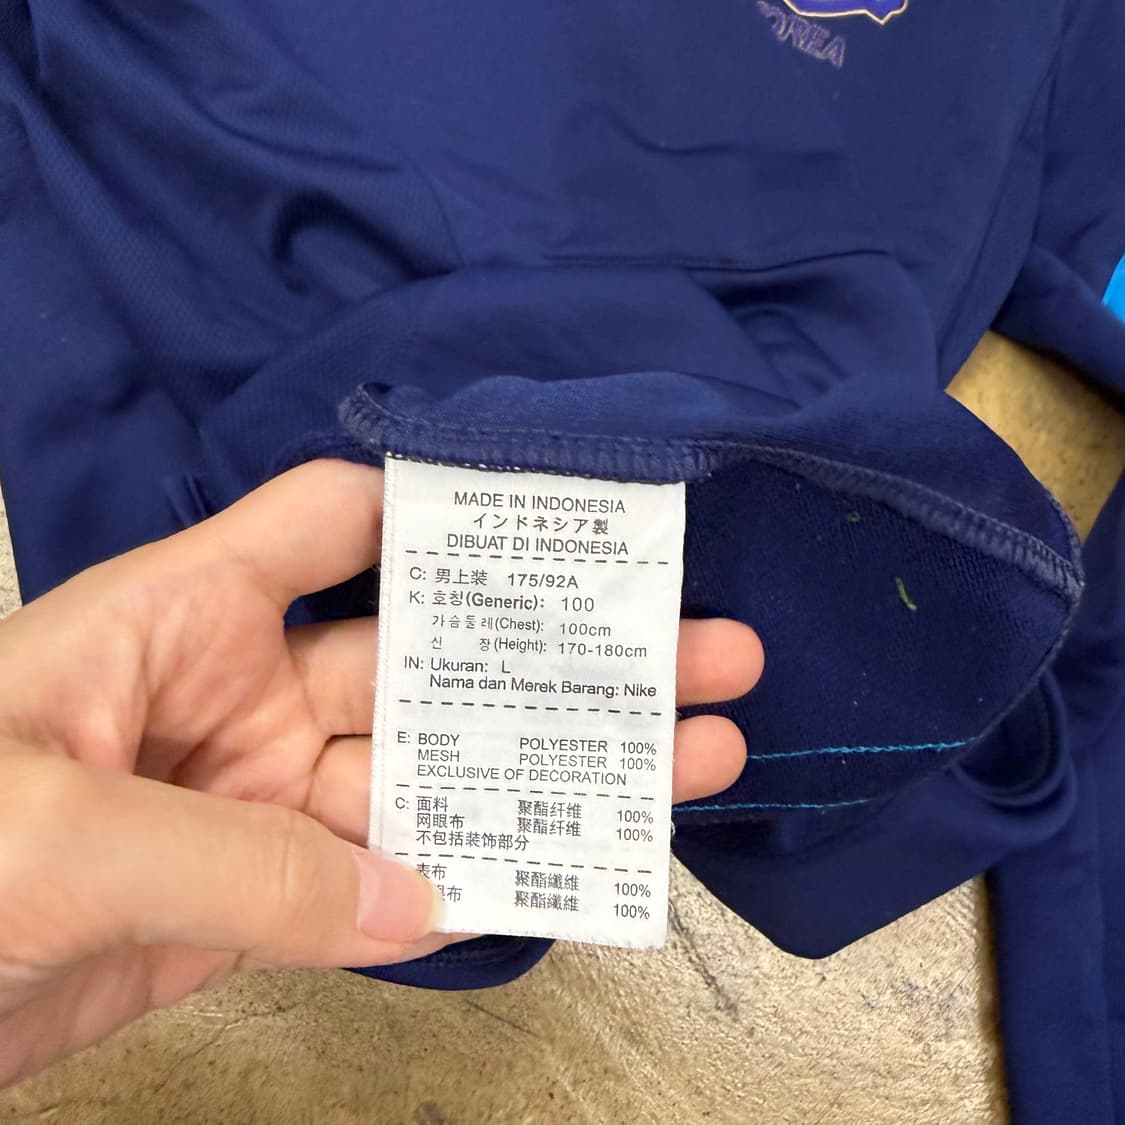 MADE IN INDONESIA
インドネシア製
DIBUAT DI INDONESIA
C: 男上装 175/92A
K: 호칭(Generic): 100
가슴둘레(Chest): 100cm
신 장(Height): 170-180cm
IN: Ukuran: L
Nama dan Merek Barang: Nike
E: BODY POLYESTER 100%
MESH POLYESTER 100%
EXCLUSIVE OF DECORATION
C: 面料 聚酯纤维 100%
网眼布 聚酯纤维 100%
不包括装饰部分
表布 聚酯纖維 100%
眼布 聚酯纖維 100%